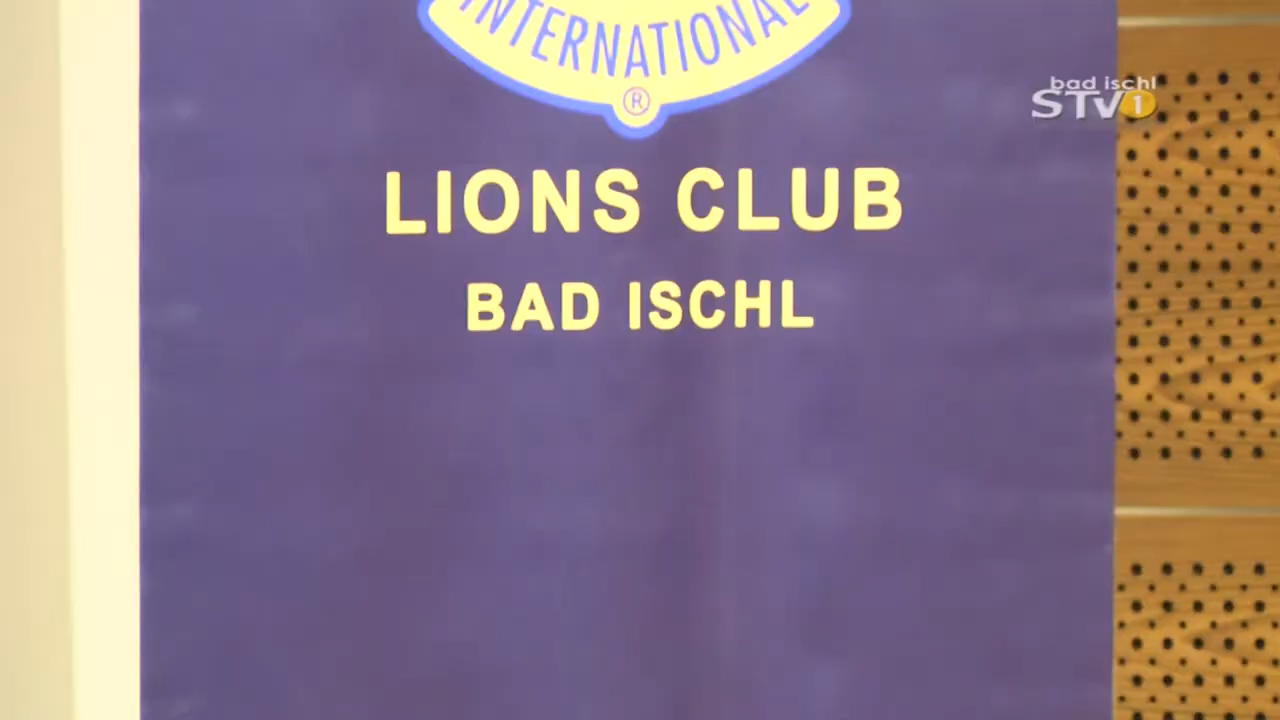 INTERNATIONAL
®
bad ischl
STV1
LIONS CLUB
BAD ISCHL